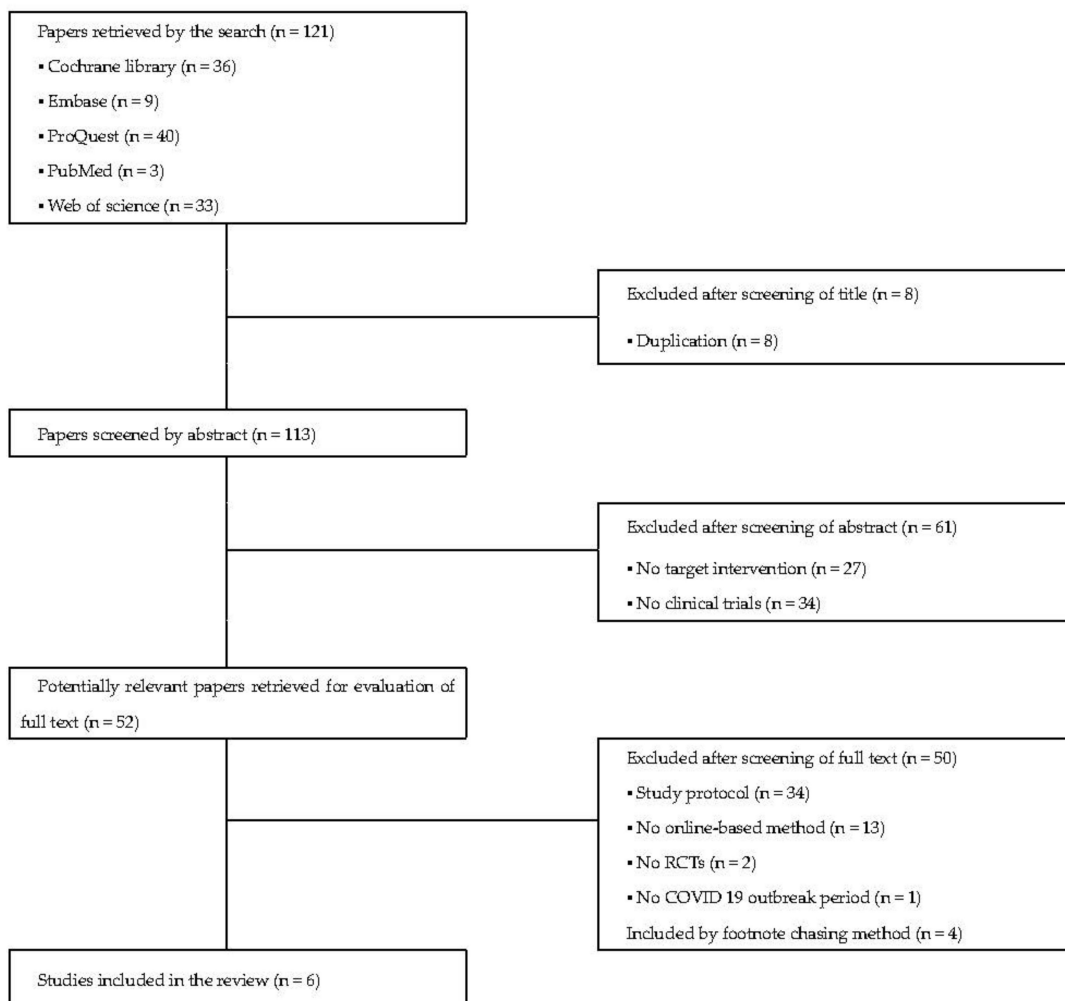 Papers retrieved by the search (n = 121)
▪ Cochrane library (n = 36)
▪ Embase (n = 9)
▪ ProQuest (n = 40)
▪ PubMed (n = 3)
▪ Web of science (n = 33)
Excluded after screening of title (n = 8)
▪ Duplication (n = 8)
Papers screened by abstract (n = 113)
Excluded after screening of abstract (n = 61)
▪ No target intervention (n = 27)
▪ No clinical trials (n = 34)
Potentially relevant papers retrieved for evaluation of
full text (n = 52)
Excluded after screening of full text (n = 50)
▪ Study protocol (n = 34)
▪ No online-based method (n = 13)
▪ No RCTs (n = 2)
▪ No COVID 19 outbreak period (n = 1)
Included by footnote chasing method (n = 4)
Studies included in the review (n = 6)